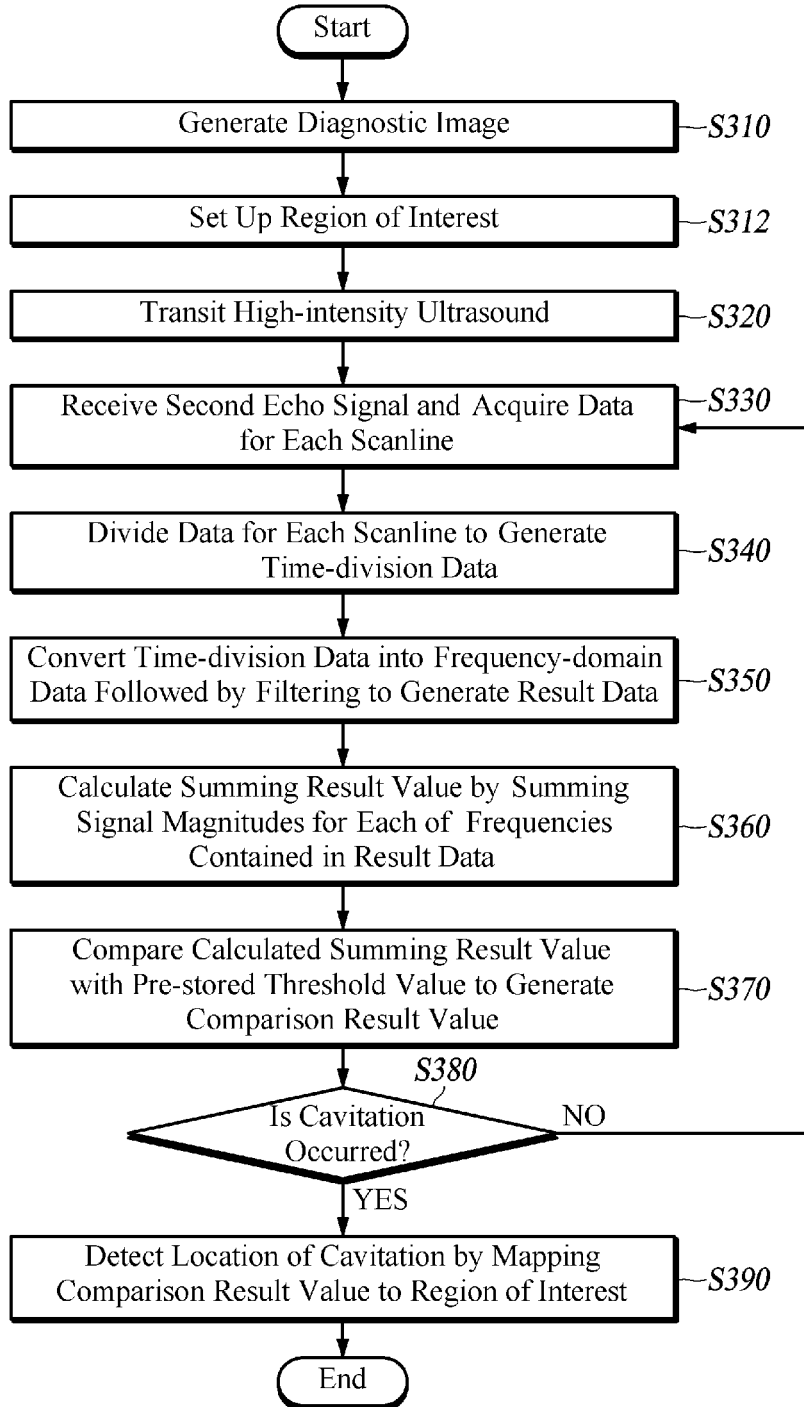 Start
Generate Diagnostic Image
S310
Set Up Region of Interest
S312
Transit High-intensity Ultrasound
S320
Receive Second Echo Signal and Acquire Data
for Each Scanline
S330
Divide Data for Each Scanline to Generate
Time-division Data
S340
Convert Time-division Data into Frequency-domain
Data Followed by Filtering to Generate Result Data
S350
Calculate Summing Result Value by Summing
Signal Magnitudes for Each of Frequencies
Contained in Result Data
S360
Compare Calculated Summing Result Value
with Pre-stored Threshold Value to Generate
Comparison Result Value
S370
S380
Is Cavitation
Occurred?
NO
YES
Detect Location of Cavitation by Mapping
Comparison Result Value to Region of Interest
S390
End